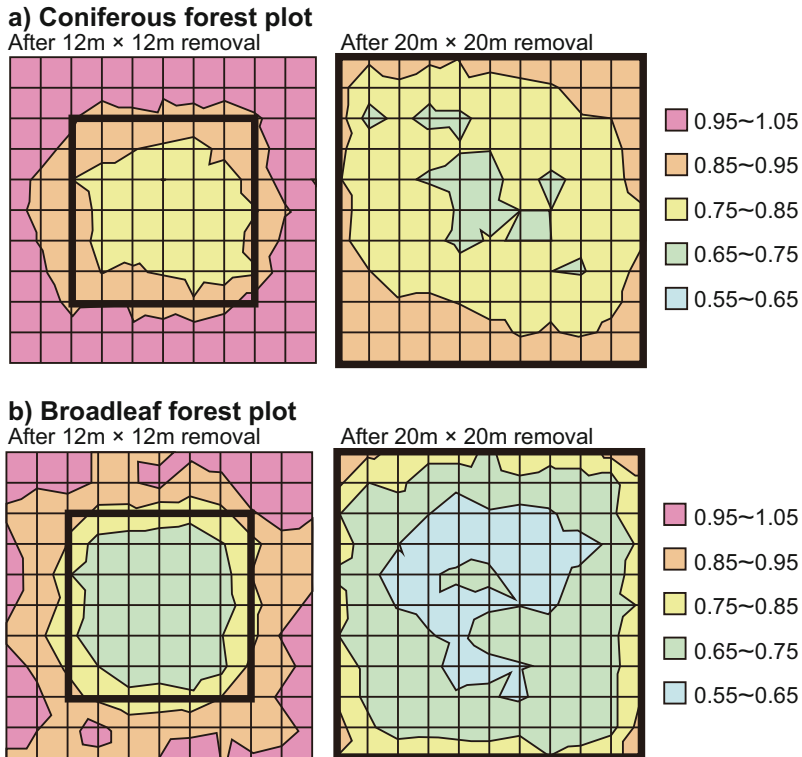 a) Coniferous forest plot
After 12m × 12m removal
After 20m × 20m removal
0.95~1.05
0.85~0.95
0.75~0.85
0.65~0.75
0.55~0.65
b) Broadleaf forest plot
After 12m × 12m removal
After 20m × 20m removal
0.95~1.05
0.85~0.95
0.75~0.85
0.65~0.75
0.55~0.65